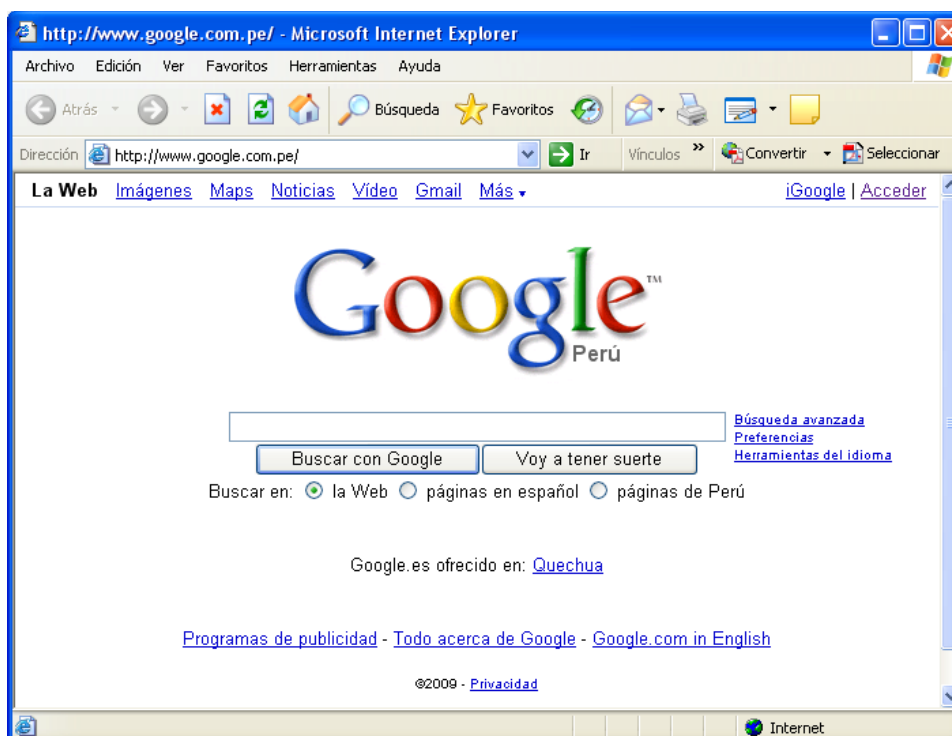 http://www.google.com.pe/ - Microsoft Internet Explorer
Archivo Edición Ver Favoritos Herramientas Ayuda
Atrás Búsqueda Favoritos
Dirección http://www.google.com.pe/ Ir Vínculos » Convertir Seleccionar
La Web Imágenes Maps Noticias Vídeo Gmail Más iGoogle | Acceder
Google™
Perú
Búsqueda avanzada
Preferencias
Buscar con Google Voy a tener suerte Herramientas del idioma
Buscar en: la Web páginas en español páginas de Perú
Google.es ofrecido en: Quechua
Programas de publicidad - Todo acerca de Google - Google.com in English
©2009 - Privacidad
Internet